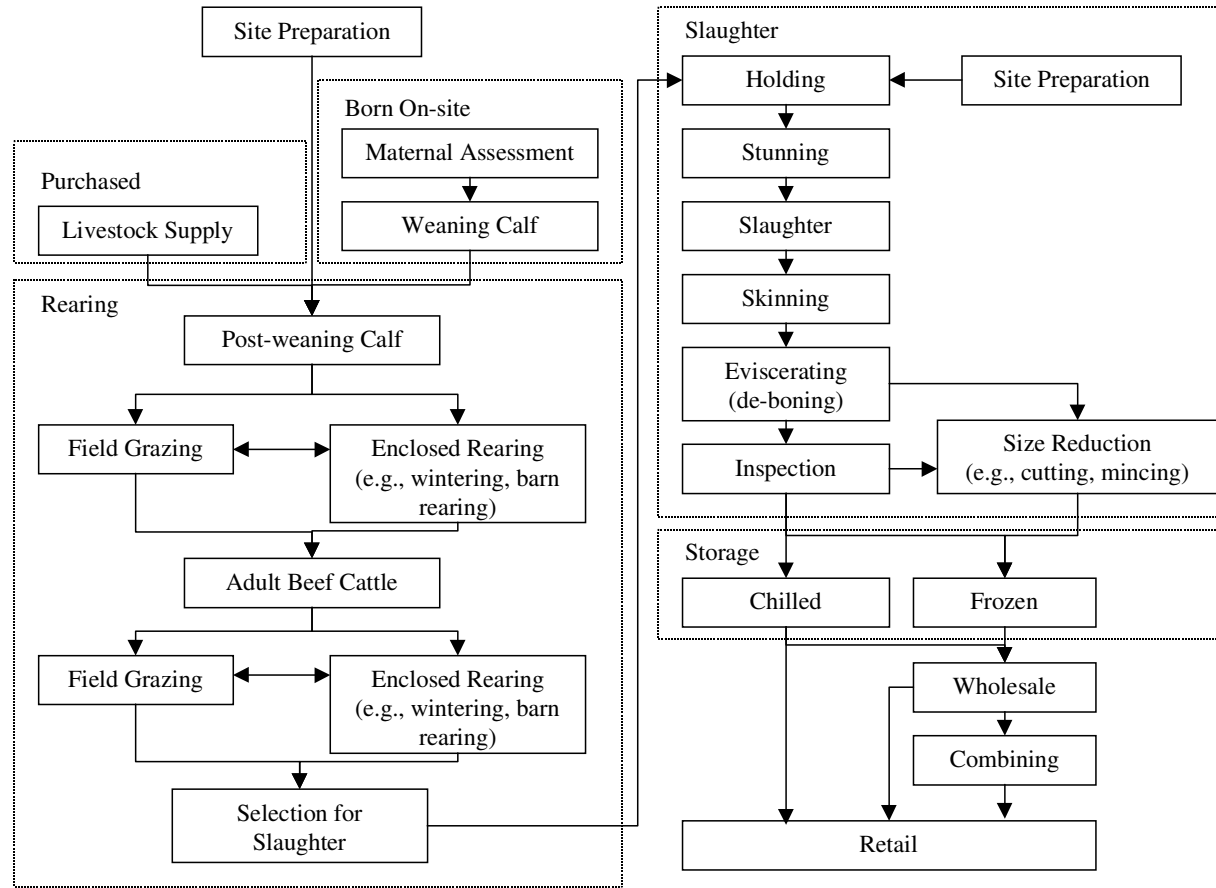 Site Preparation
Born On-site
Maternal Assessment
Weaning Calf
Purchased
Livestock Supply
Rearing
Post-weaning Calf
Field Grazing
Enclosed Rearing
(e.g., wintering, barn
rearing)
Adult Beef Cattle
Field Grazing
Enclosed Rearing
(e.g., wintering, barn
rearing)
Selection for
Slaughter
Slaughter
Holding
Site Preparation
Stunning
Slaughter
Skinning
Eviscerating
(de-boning)
Inspection
Size Reduction
(e.g., cutting, mincing)
Storage
Chilled
Frozen
Wholesale
Combining
Retail